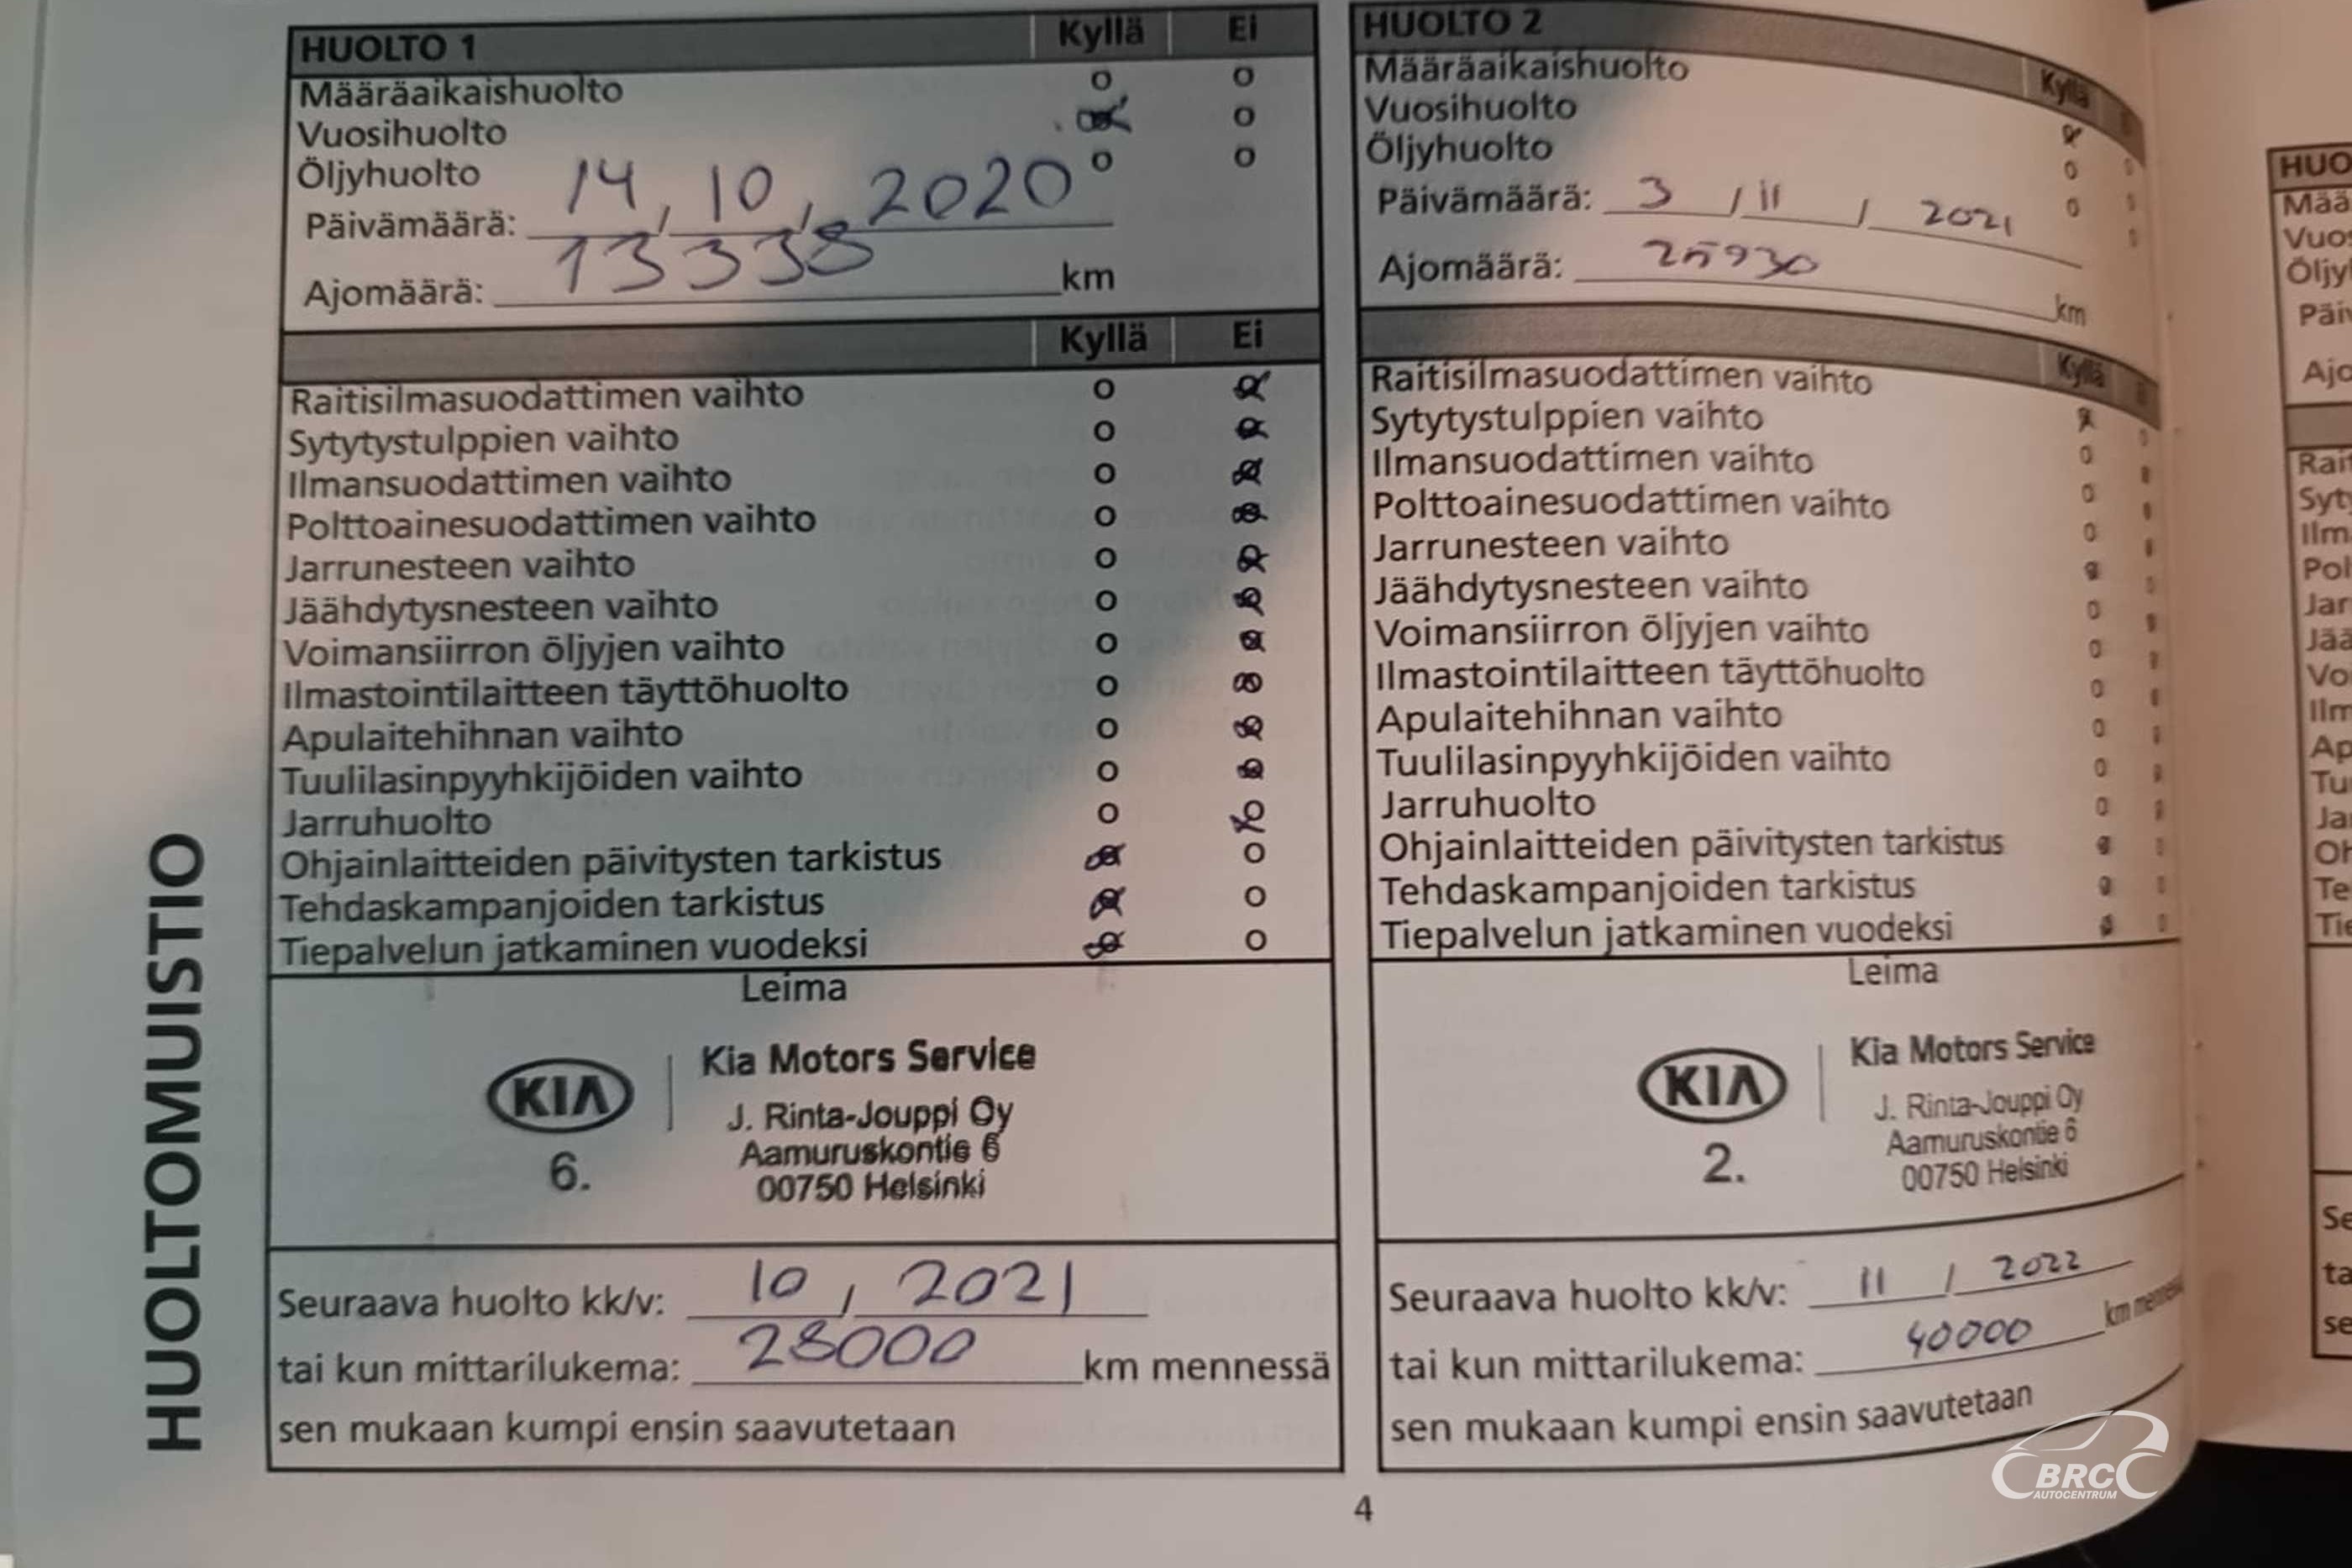 HUOLTOMUISTIO
HUOLTO 1 Kyllä Ei
Määräaikaishuolto o o
Vuosihuolto o
Öljyhuolto o o
Päivämäärä: 14, 10, 2020
Ajomäärä: 13338 km
Kyllä Ei
Raitisilmasuodattimen vaihto o
Sytytystulppien vaihto o
Ilmansuodattimen vaihto o
Polttoainesuodattimen vaihto o
Jarrunesteen vaihto o
Jäähdytysnesteen vaihto o
Voimansiirron öljyjen vaihto o
Ilmastointilaitteen täyttöhuolto o
Apulaitehihnan vaihto o
Tuulilasinpyyhkijöiden vaihto o
Jarruhuolto o
Ohjainlaitteiden päivitysten tarkistus o
Tehdaskampanjoiden tarkistus o
Tiepalvelun jatkaminen vuodeksi o
Leima
KIA
6.
Kia Motors Service
J. Rinta-Jouppi Oy
Aamuruskontie 6
00750 Helsinki
Seuraava huolto kk/v: 10 / 2021
tai kun mittarilukema: 28000 km mennessä
sen mukaan kumpi ensin saavutetaan
HUOLTO 2 Kyllä
Määräaikaishuolto
Vuosihuolto
Öljyhuolto
Päivämäärä: 3 / 11 / 2021
Ajomäärä: 25930 km
Kyllä
Raitisilmasuodattimen vaihto
Sytytystulppien vaihto
Ilmansuodattimen vaihto
Polttoainesuodattimen vaihto
Jarrunesteen vaihto
Jäähdytysnesteen vaihto
Voimansiirron öljyjen vaihto
Ilmastointilaitteen täyttöhuolto
Apulaitehihnan vaihto
Tuulilasinpyyhkijöiden vaihto
Jarruhuolto
Ohjainlaitteiden päivitysten tarkistus
Tehdaskampanjoiden tarkistus
Tiepalvelun jatkaminen vuodeksi
Leima
KIA
2.
Kia Motors Service
J. Rinta-Jouppi Oy
Aamuruskontie 6
00750 Helsinki
Seuraava huolto kk/v: 11 / 2022
tai kun mittarilukema: 40000 km mennessä
sen mukaan kumpi ensin saavutetaan
4
BRC
AUTOCENTRUM